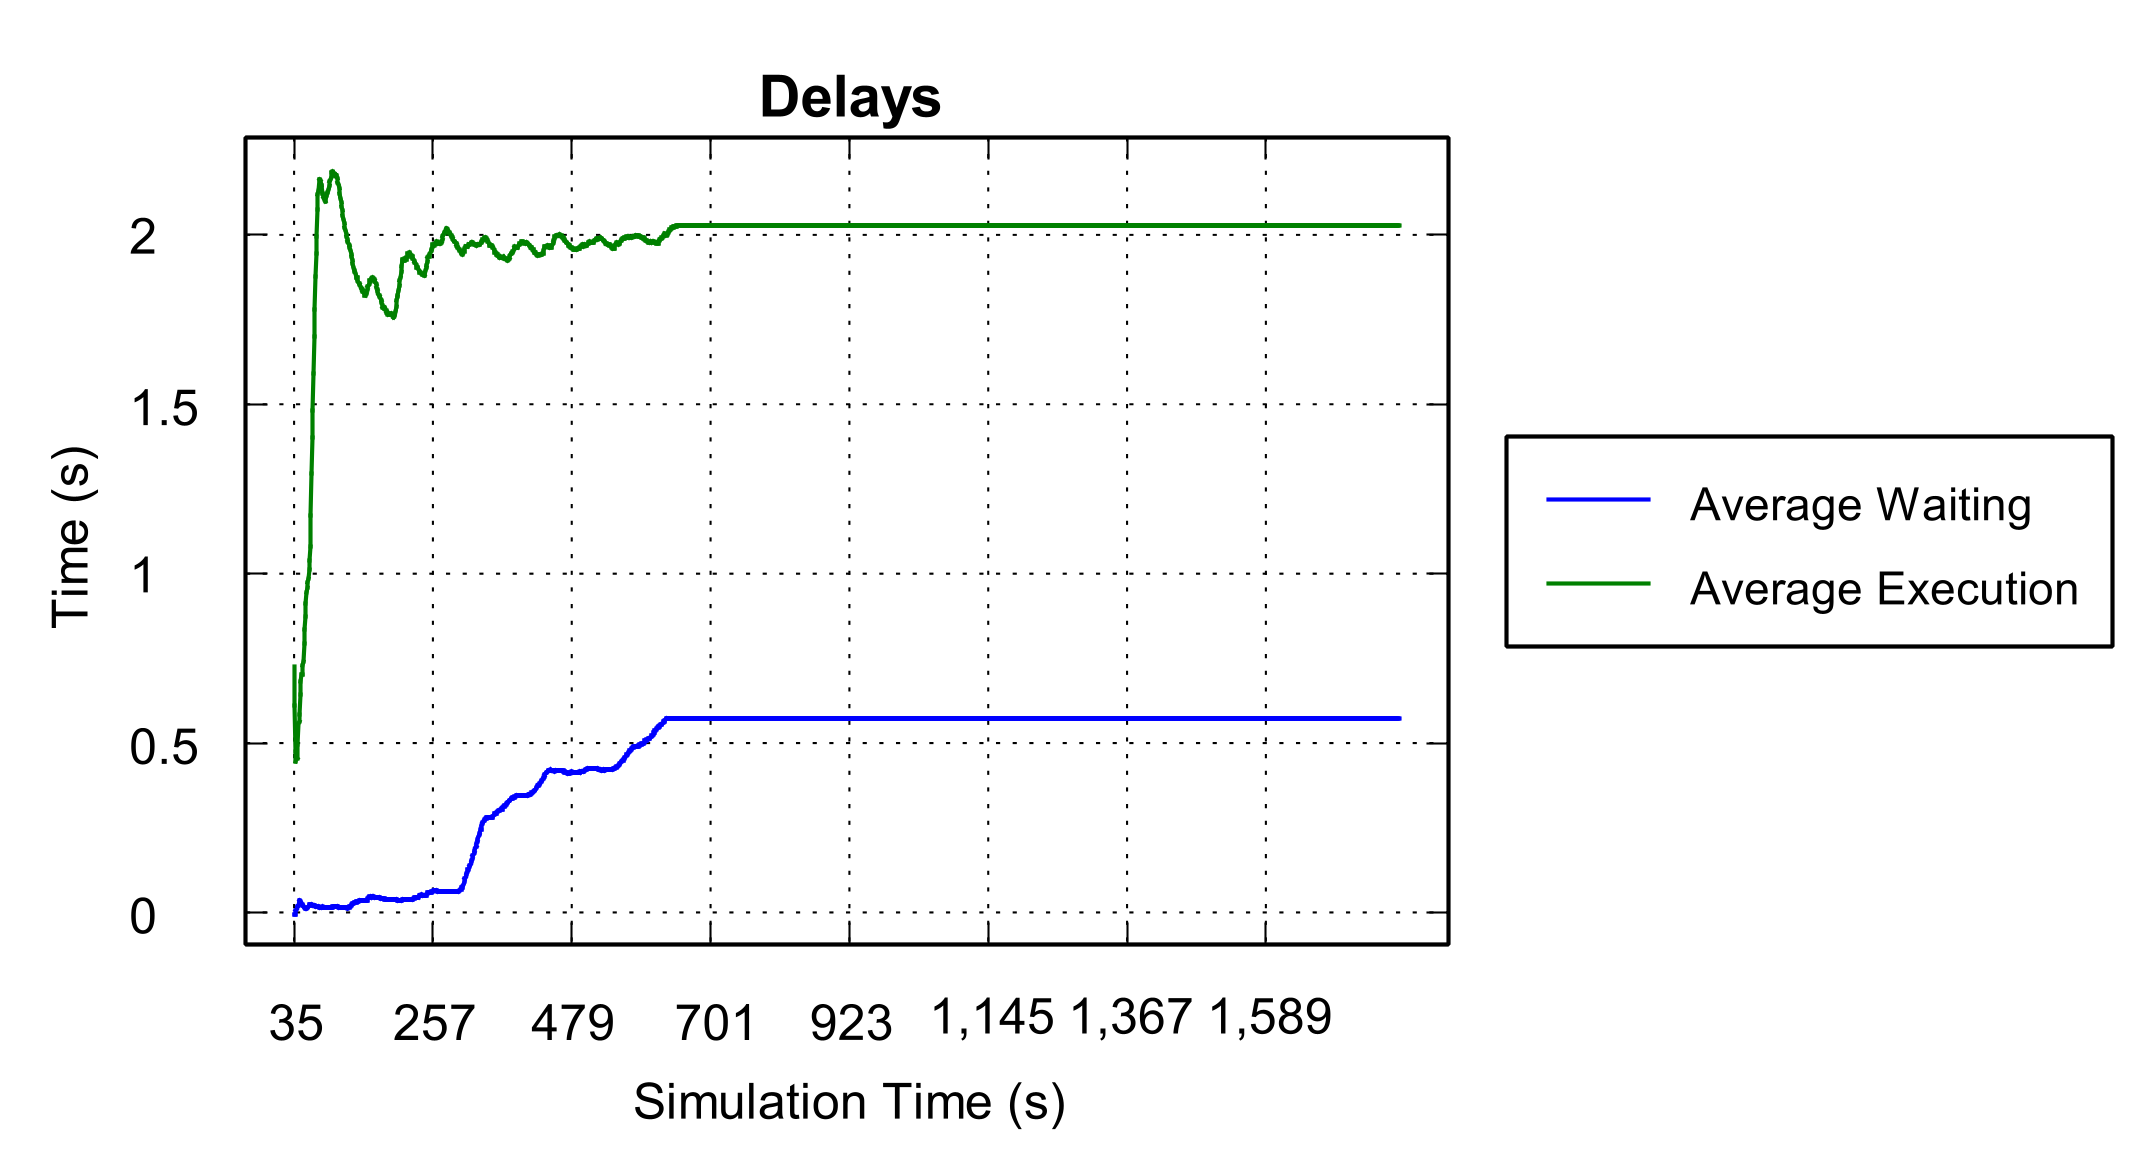 Delays
2
1.5
1
0.5
0
Time (s)
35 257 479 701 923 1,145 1,367 1,589
Simulation Time (s)
Average Waiting
Average Execution